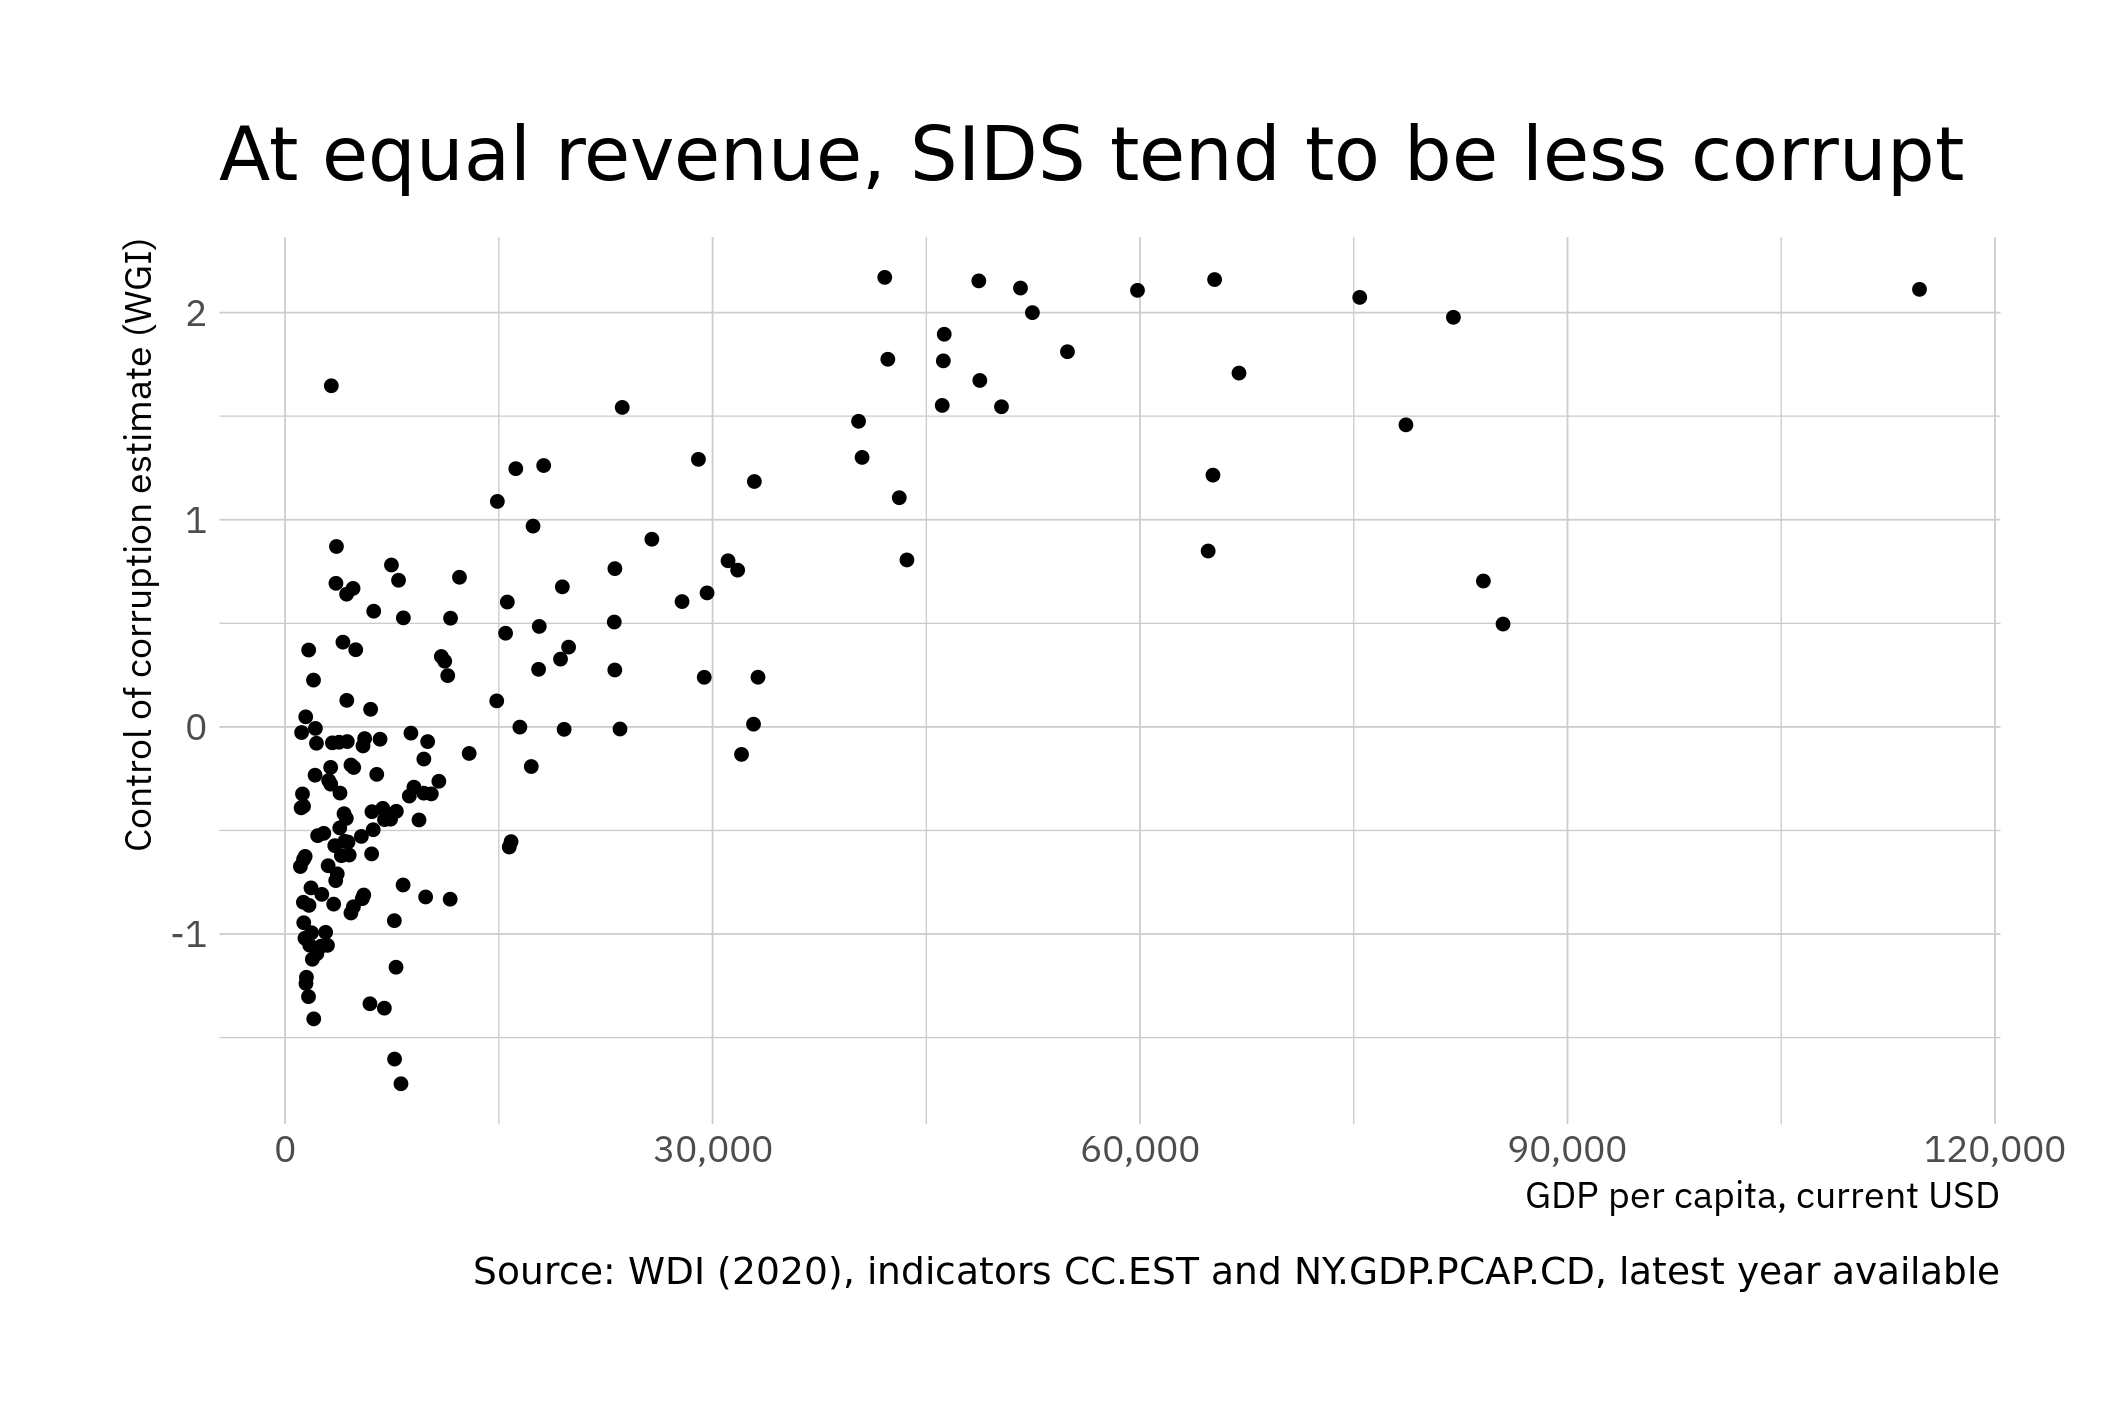 At equal revenue, SIDS tend to be less corrupt
Control of corruption estimate (WGI)
2
1
0
-1
0
30,000
60,000
90,000
120,000
GDP per capita, current USD
Source: WDI (2020), indicators CC.EST and NY.GDP.PCAP.CD, latest year available